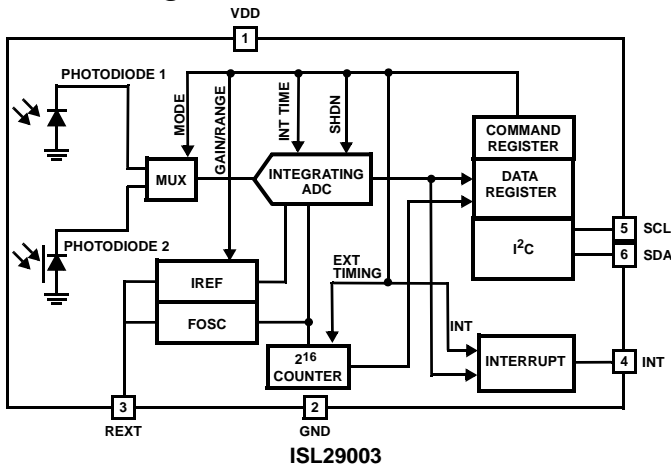 VDD
1
PHOTODIODE 1
MODE
GAIN/RANGE
INT TIME
SHDN
COMMAND
REGISTER
MUX
INTEGRATING
ADC
DATA
REGISTER
5 SCL
PHOTODIODE 2
I²C
6 SDA
EXT
TIMING
IREF
FOSC
INT
2¹⁶
COUNTER
INTERRUPT
4 INT
3
2
REXT
GND
ISL29003